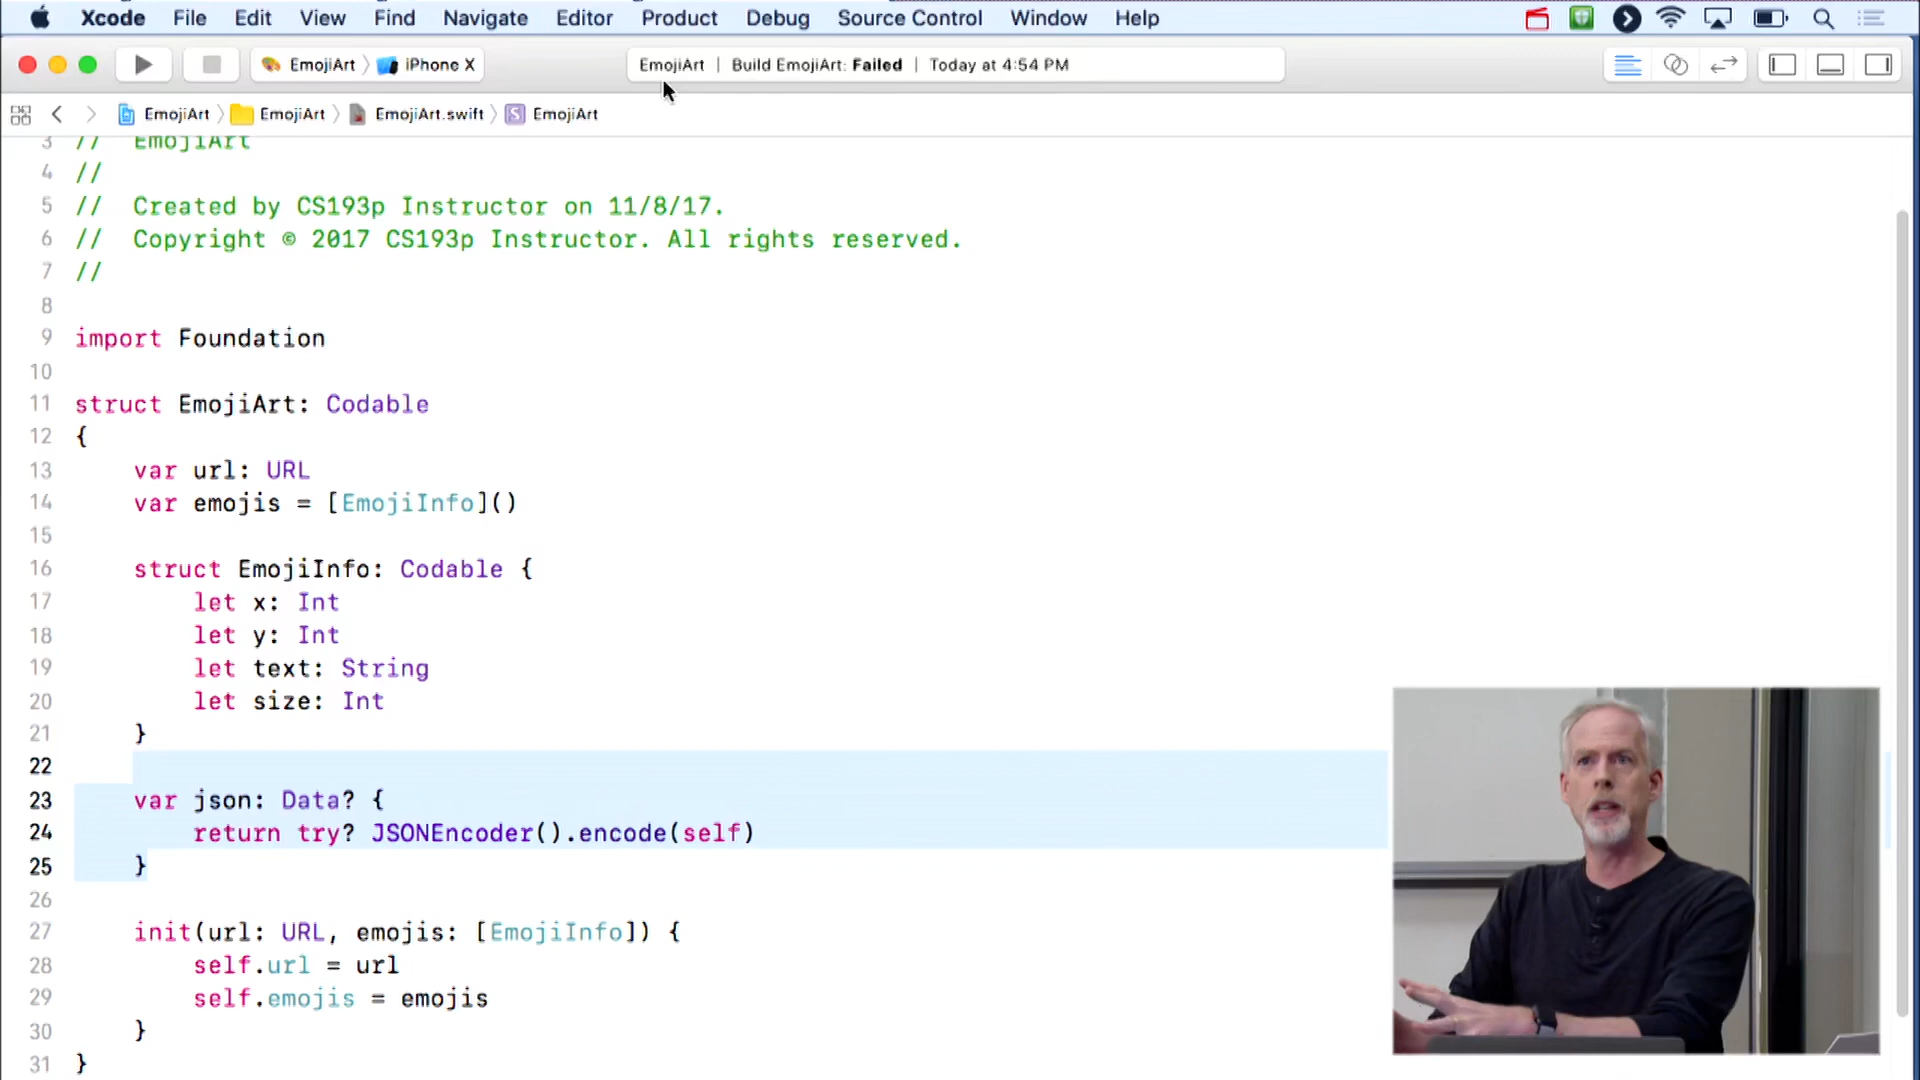 Xcode File Edit View Find Navigate Editor Product Debug Source Control Window Help
EmojiArt iPhone X EmojiArt | Build EmojiArt: Failed | Today at 4:54 PM
EmojiArt EmojiArt EmojiArt.swift S EmojiArt
3 // EmojiArt
4 //
5 // Created by CS193p Instructor on 11/8/17.
6 // Copyright © 2017 CS193p Instructor. All rights reserved.
7 //
8
9 import Foundation
10
11 struct EmojiArt: Codable
12 {
13 var url: URL
14 var emojis = [EmojiInfo]()
15
16 struct EmojiInfo: Codable {
17 let x: Int
18 let y: Int
19 let text: String
20 let size: Int
21 }
22
23 var json: Data? {
24 return try? JSONEncoder().encode(self)
25 }
26
27 init(url: URL, emojis: [EmojiInfo]) {
28 self.url = url
29 self.emojis = emojis
30 }
31 }